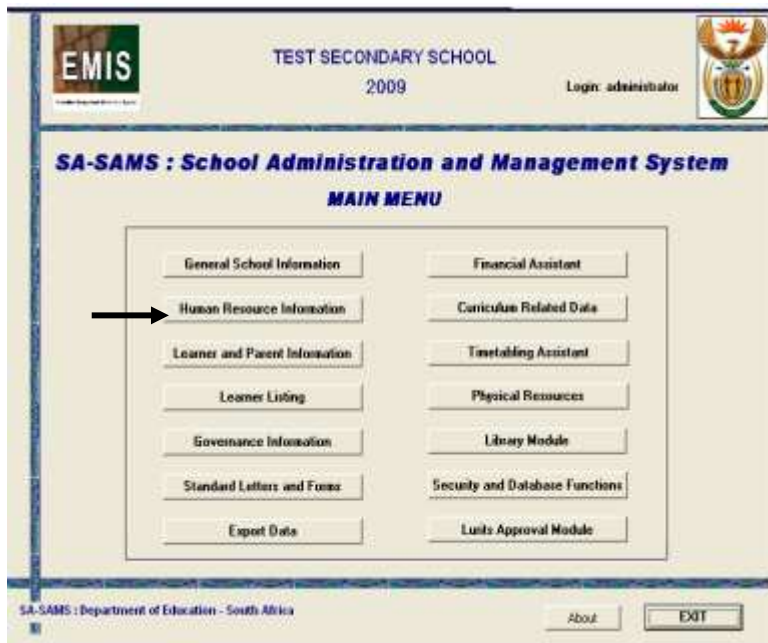 EMIS
TEST SECONDARY SCHOOL
2009
Login: administrator
SA-SAMS : School Administration and Management System
MAIN MENU
General School Information
Human Resource Information
Learner and Parent Information
Learner Listing
Governance Information
Standard Letters and Forms
Export Data
Financial Assistant
Curriculum Related Data
Timetabling Assistant
Physical Resources
Library Module
Security and Database Functions
Lurits Approval Module
SA-SAMS : Department of Education - South Africa
About
EXIT